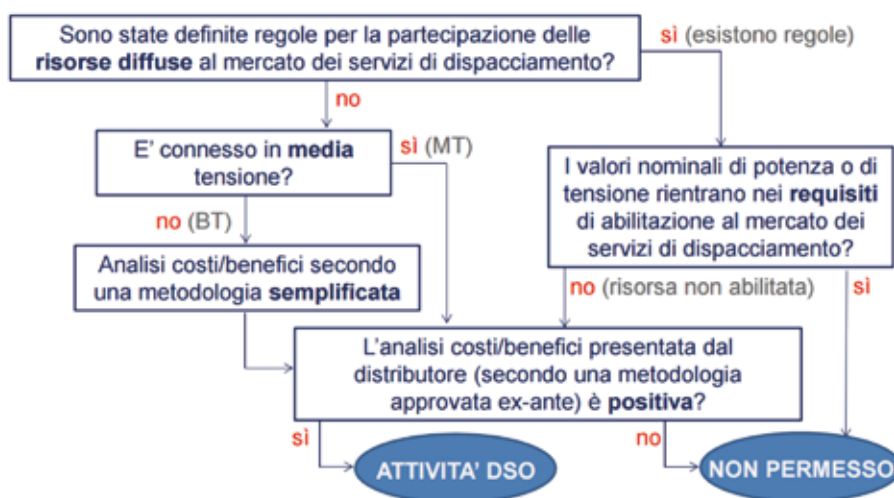 Sono state definite regole per la partecipazione delle
risorse diffuse al mercato dei servizi di dispacciamento?
sì (esistono regole)
no
E' connesso in media
tensione?
sì (MT)
I valori nominali di potenza o di
tensione rientrano nei requisiti
di abilitazione al mercato dei
servizi di dispacciamento?
no (BT)
Analisi costi/benefici secondo
una metodologia semplificata
no (risorsa non abilitata)
sì
L'analisi costi/benefici presentata dal
distributore (secondo una metodologia
approvata ex-ante) è positiva?
sì
no
ATTIVITA' DSO
NON PERMESSO